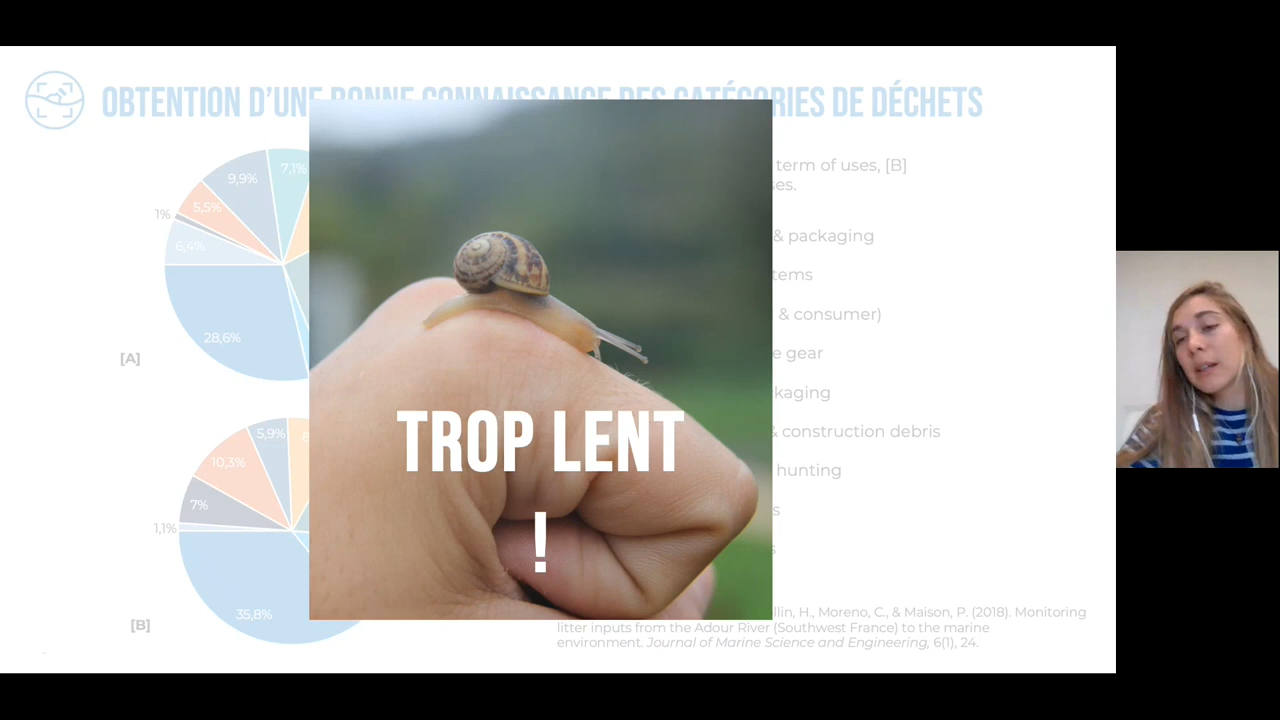 OBTENTION D'UNE BONNE CONNAISSANCE DES CATÉGORIES DE DÉCHETS
7,1%
9,9%
5,5%
1%
6,4%
28,6%
[A]
term of uses, [B]
& packaging
& consumer)
gear
& construction debris
hunting
TROP LENT
!
5,9%
10,3%
7%
1,1%
35,8%
[B]
H., Moreno, C., & Maison, P. (2018). Monitoring
litter inputs from the Adour River (Southwest France) to the marine
environment. Journal of Marine Science and Engineering, 6(1), 24.